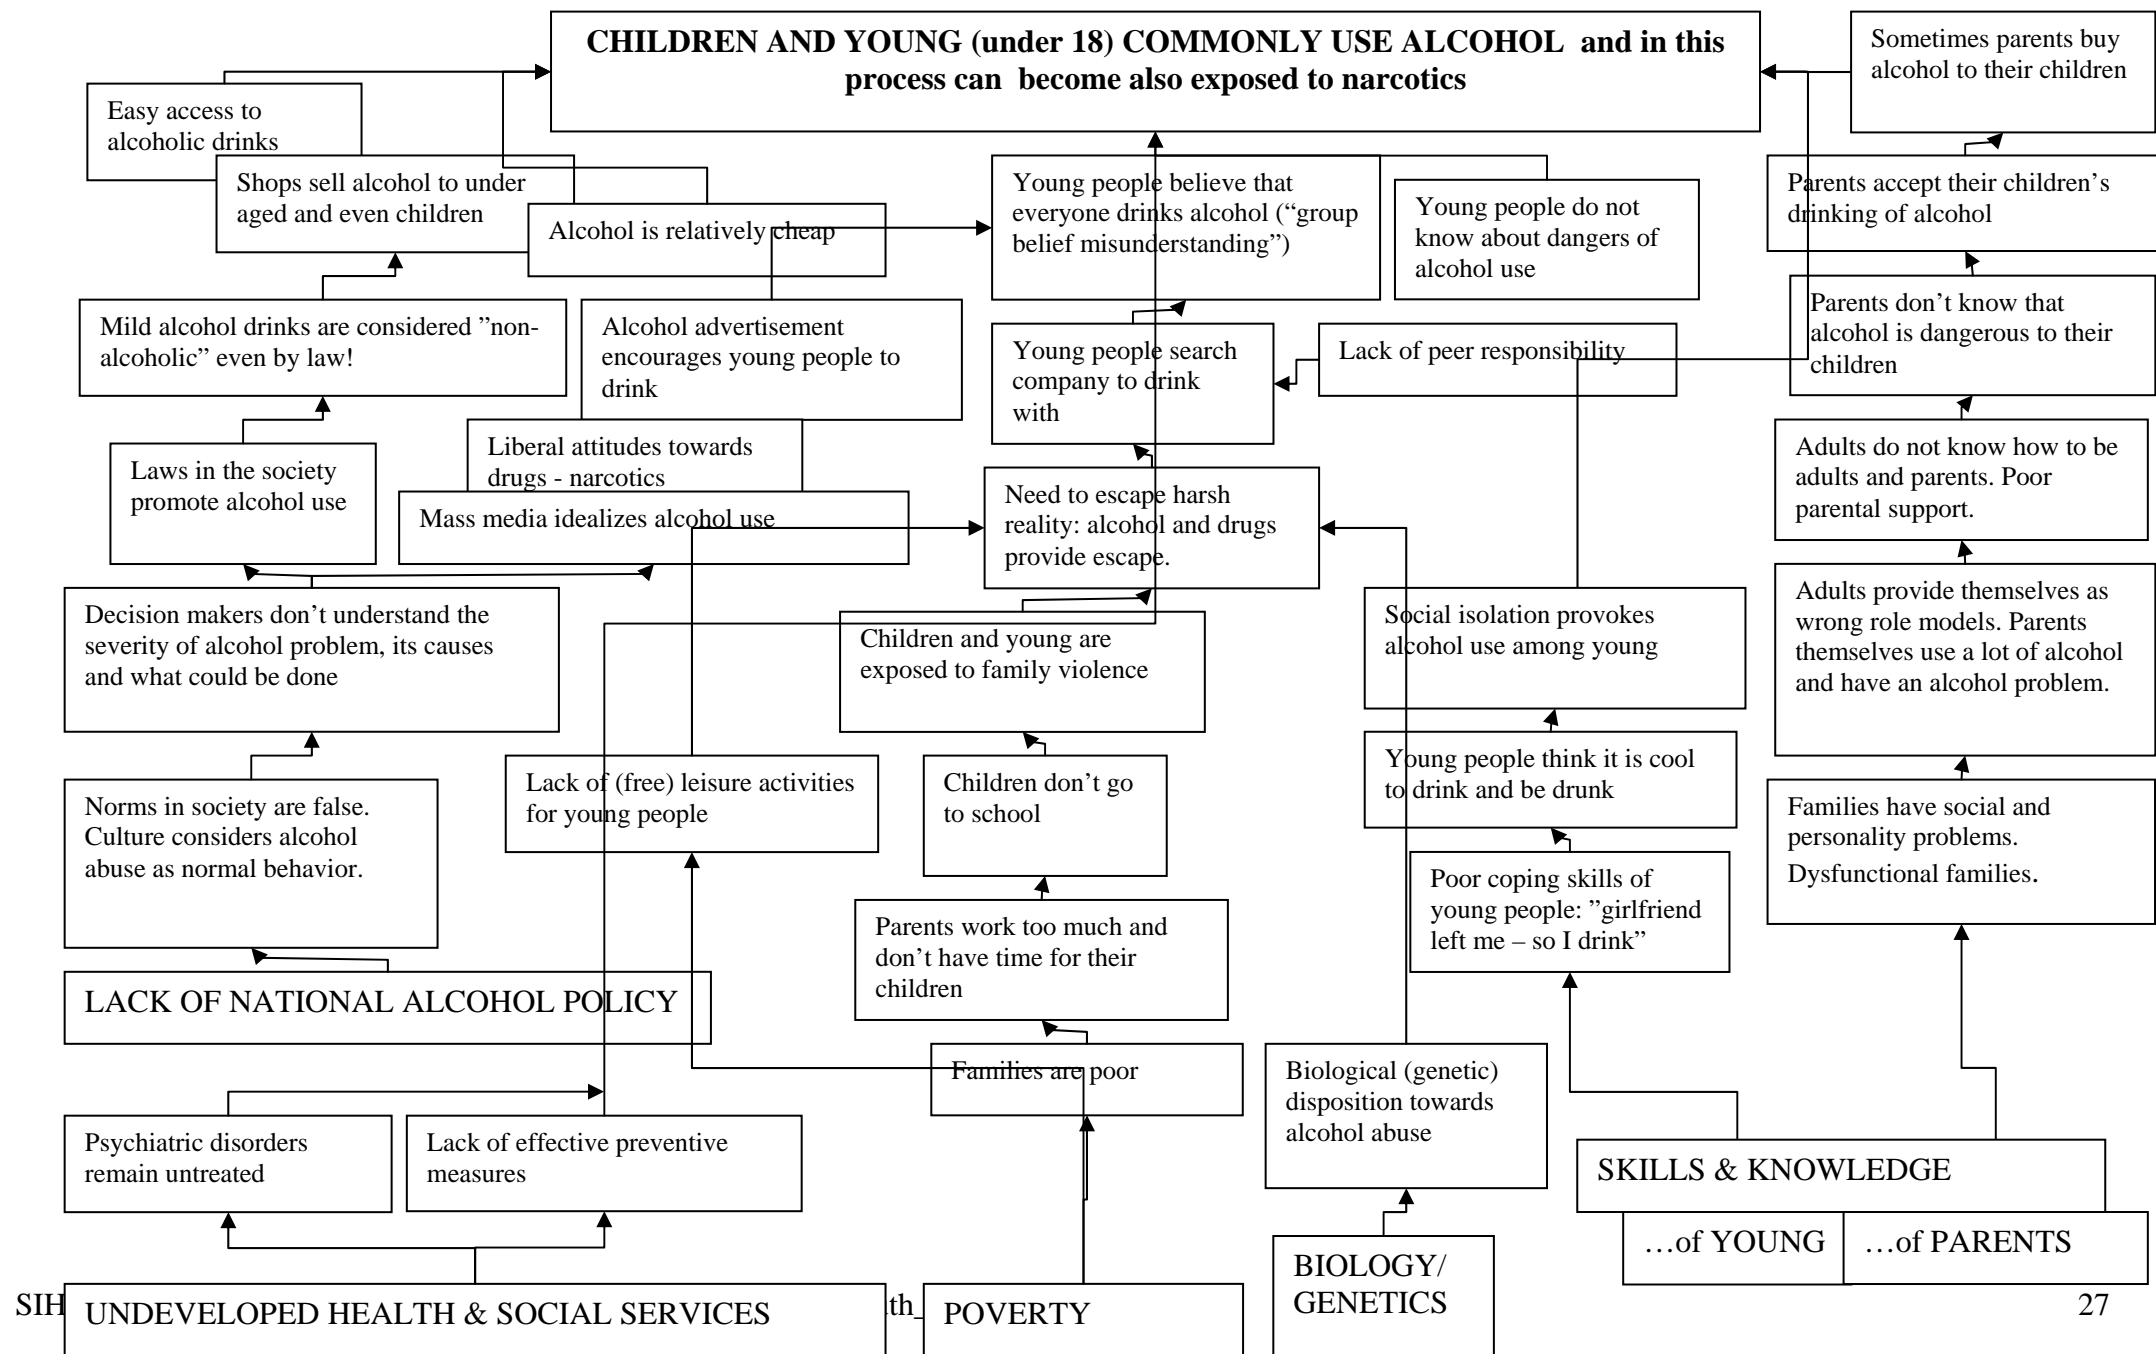 CHILDREN AND YOUNG (under 18) COMMONLY USE ALCOHOL and in this
process can become also exposed to narcotics
Sometimes parents buy
alcohol to their children
Easy access to
alcoholic drinks
Shops sell alcohol to under
aged and even children
Alcohol is relatively cheap
Young people believe that
everyone drinks alcohol (“group
belief misunderstanding”)
Young people do not
know about dangers of
alcohol use
Parents accept their children’s
drinking of alcohol
Mild alcohol drinks are considered ”non-
alcoholic” even by law!
Alcohol advertisement
encourages young people to
drink
Young people search
company to drink
with
Lack of peer responsibility
Parents don’t know that
alcohol is dangerous to their
children
Laws in the society
promote alcohol use
Liberal attitudes towards
drugs - narcotics
Mass media idealizes alcohol use
Need to escape harsh
reality: alcohol and drugs
provide escape.
Adults do not know how to be
adults and parents. Poor
parental support.
Decision makers don’t understand the
severity of alcohol problem, its causes
and what could be done
Children and young are
exposed to family violence
Social isolation provokes
alcohol use among young
Adults provide themselves as
wrong role models. Parents
themselves use a lot of alcohol
and have an alcohol problem.
Norms in society are false.
Culture considers alcohol
abuse as normal behavior.
Lack of (free) leisure activities
for young people
Children don’t go
to school
Young people think it is cool
to drink and be drunk
Families have social and
personality problems.
Dysfunctional families.
Poor coping skills of
young people: ”girlfriend
left me – so I drink”
Parents work too much and
don’t have time for their
children
LACK OF NATIONAL ALCOHOL POLICY
Families are poor
Biological (genetic)
disposition towards
alcohol abuse
Psychiatric disorders
remain untreated
Lack of effective preventive
measures
SKILLS & KNOWLEDGE
…of YOUNG
…of PARENTS
UNDEVELOPED HEALTH & SOCIAL SERVICES
POVERTY
BIOLOGY/
GENETICS
27